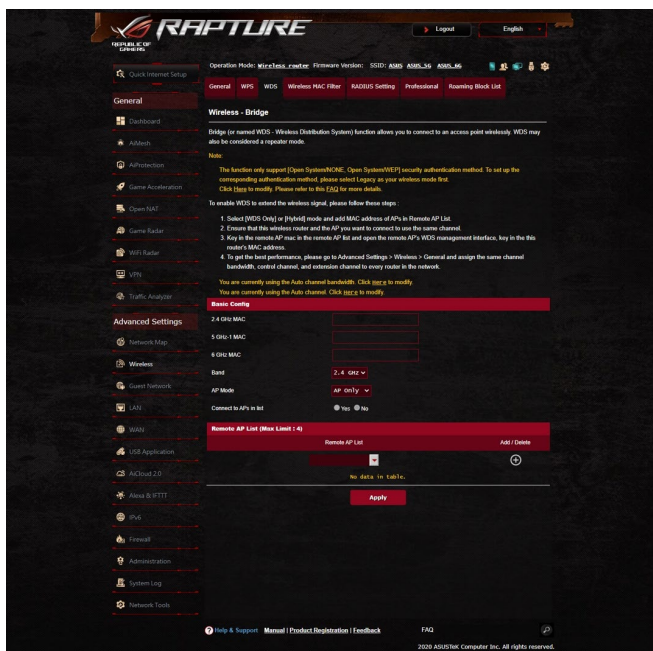 REPUBLIC OF GAMERS
RAPTURE
Logout
English
Quick Internet Setup
Operation Mode: Wireless router Firmware Version: SSID: ASUS ASUS_5G ASUS_6G
General WPS WDS Wireless MAC Filter RADIUS Setting Professional Roaming Block List
General
Dashboard
AiMesh
AiProtection
Game Acceleration
Open NAT
Game Radar
WiFi Radar
VPN
Traffic Analyzer
Advanced Settings
Network Map
Wireless
Guest Network
LAN
WAN
USB Application
AiCloud 2.0
Alexa & IFTTT
IPv6
Firewall
Administration
System Log
Network Tools
Wireless - Bridge
Bridge (or named WDS - Wireless Distribution System) function allows you to connect to an access point wirelessly. WDS may
also be considered a repeater mode.
Note:
The function only support [Open System/NONE, Open System/WEP] security authentication method. To set up the
corresponding authentication method, please select Legacy as your wireless mode first.
Click Here to modify. Please refer to this FAQ for more details.
To enable WDS to extend the wireless signal, please follow these steps :
1. Select [WDS Only] or [Hybrid] mode and add MAC address of APs in Remote AP List.
2. Ensure that this wireless router and the AP you want to connect to use the same channel.
3. Key in the remote AP mac in the remote AP list and open the remote AP's WDS management interface, key in the this
router's MAC address.
4. To get the best performance, please go to Advanced Settings > Wireless > General and assign the same channel
bandwidth, control channel, and extension channel to every router in the network.
You are currently using the Auto channel bandwidth. Click Here to modify.
You are currently using the Auto channel. Click Here to modify.
Basic Config
2.4 GHz MAC
5 GHz-1 MAC
6 GHz MAC
Band 2.4 GHz
AP Mode AP Only
Connect to APs in list Yes No
Remote AP List (Max Limit : 4)
Remote AP List Add / Delete
No data in table.
Apply
Help & Support Manual | Product Registration | Feedback FAQ
2020 ASUSTeK Computer Inc. All rights reserved.